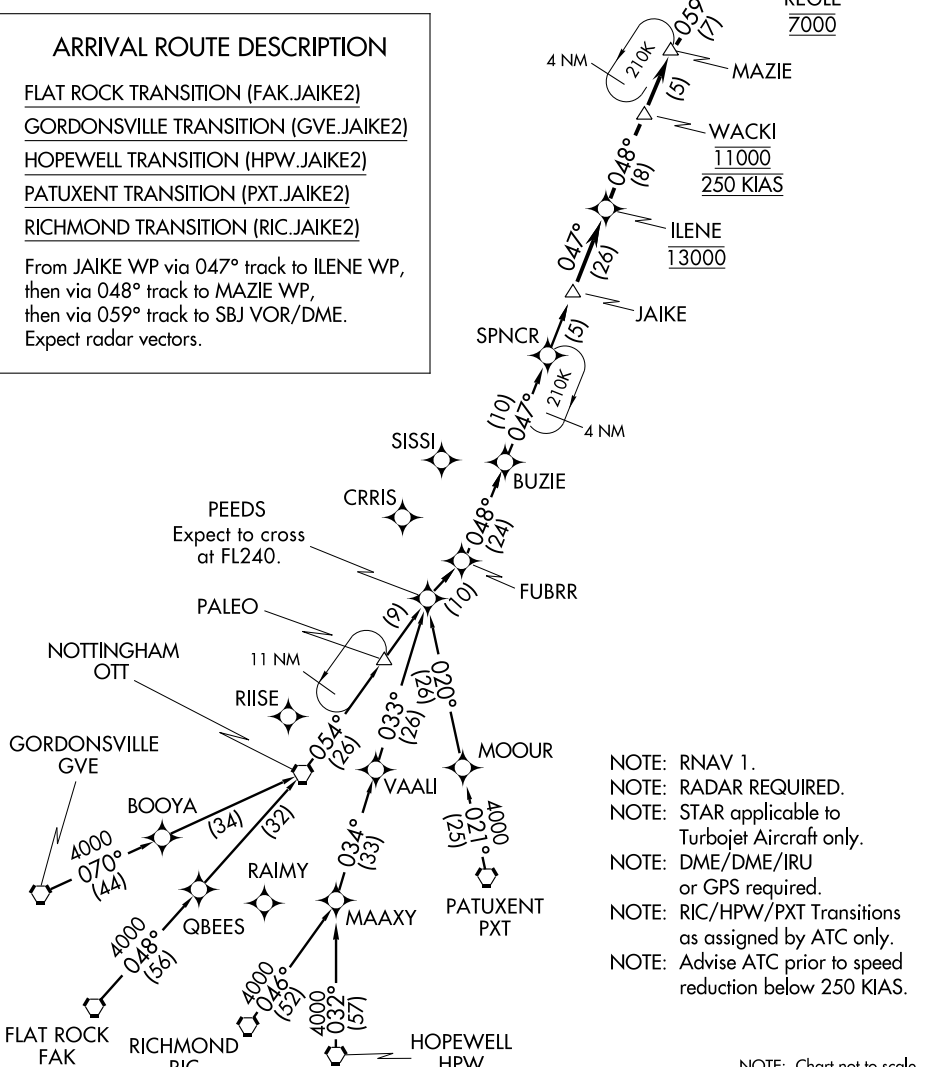 REGLE
7000
059°
(7)
4 NM
210K
MAZIE
(5)
WACKI
11000
250 KIAS
048°
(8)
ILENE
13000
047°
(26)
JAIKE
SPNCR
(5)
210K
4 NM
(10)
047°
ARRIVAL ROUTE DESCRIPTION
FLAT ROCK TRANSITION (FAK.JAIKE2)
GORDONSVILLE TRANSITION (GVE.JAIKE2)
HOPEWELL TRANSITION (HPW.JAIKE2)
PATUXENT TRANSITION (PXT.JAIKE2)
RICHMOND TRANSITION (RIC.JAIKE2)
From JAIKE WP via 047° track to ILENE WP,
then via 048° track to MAZIE WP,
then via 059° track to SBJ VOR/DME.
Expect radar vectors.
SISSI
BUZIE
CRRIS
048°
(24)
PEEDS
Expect to cross
at FL240.
FUBRR
(10)
PALEO
(9)
NOTTINGHAM
OTT
11 NM
RIISE
054°
(26)
033°
(26)
020°
(26)
GORDONSVILLE
GVE
MOOUR
VAALI
BOOYA
(34)
(32)
4000
070°
(44)
034°
(33)
4000
021°
(25)
RAIMY
QBEES
MAAXY
PATUXENT
PXT
4000
048°
(56)
4000
046°
(52)
4000
032°
(57)
FLAT ROCK
FAK
RICHMOND
RIC
HOPEWELL
HPW
NOTE: RNAV 1.
NOTE: RADAR REQUIRED.
NOTE: STAR applicable to
Turbojet Aircraft only.
NOTE: DME/DME/IRU
or GPS required.
NOTE: RIC/HPW/PXT Transitions
as assigned by ATC only.
NOTE: Advise ATC prior to speed
reduction below 250 KIAS.
NOTE: Chart not to scale